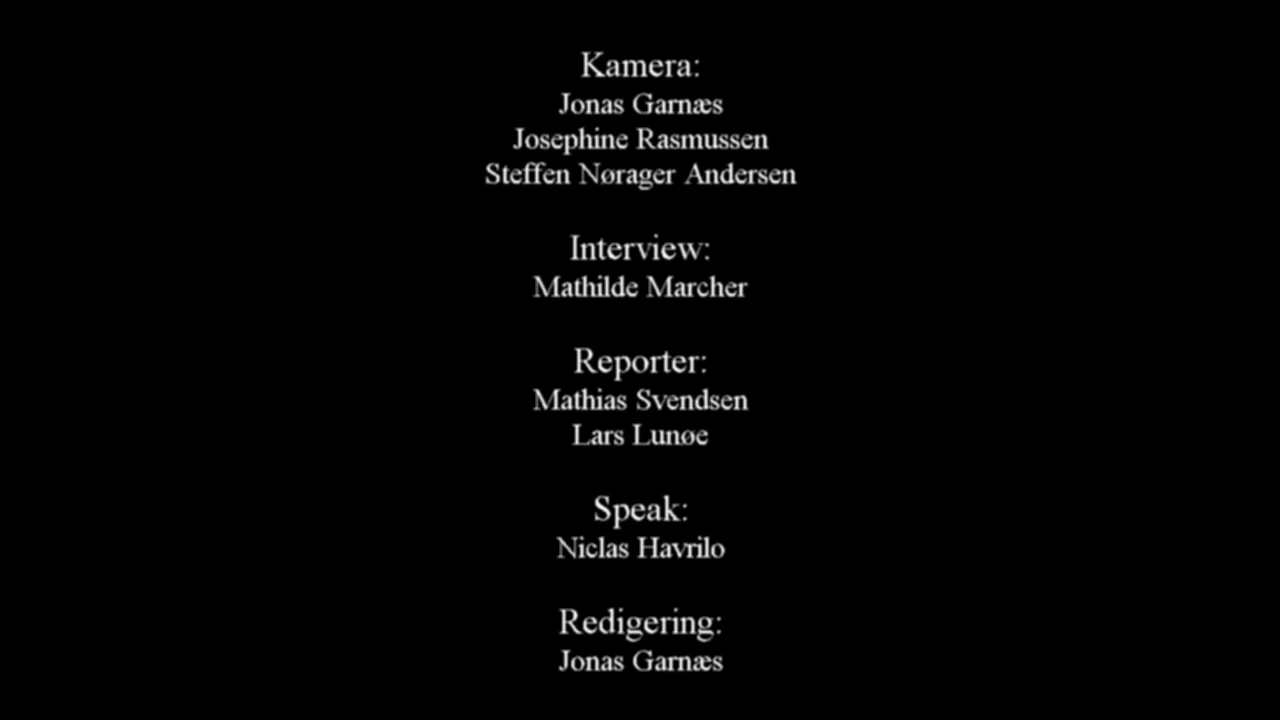 Kamera:
Jonas Garnæs
Josephine Rasmussen
Steffen Nørager Andersen
Interview:
Mathilde Marcher
Reporter:
Mathias Svendsen
Lars Lunøe
Speak:
Niclas Havrilo
Redigering:
Jonas Garnæs